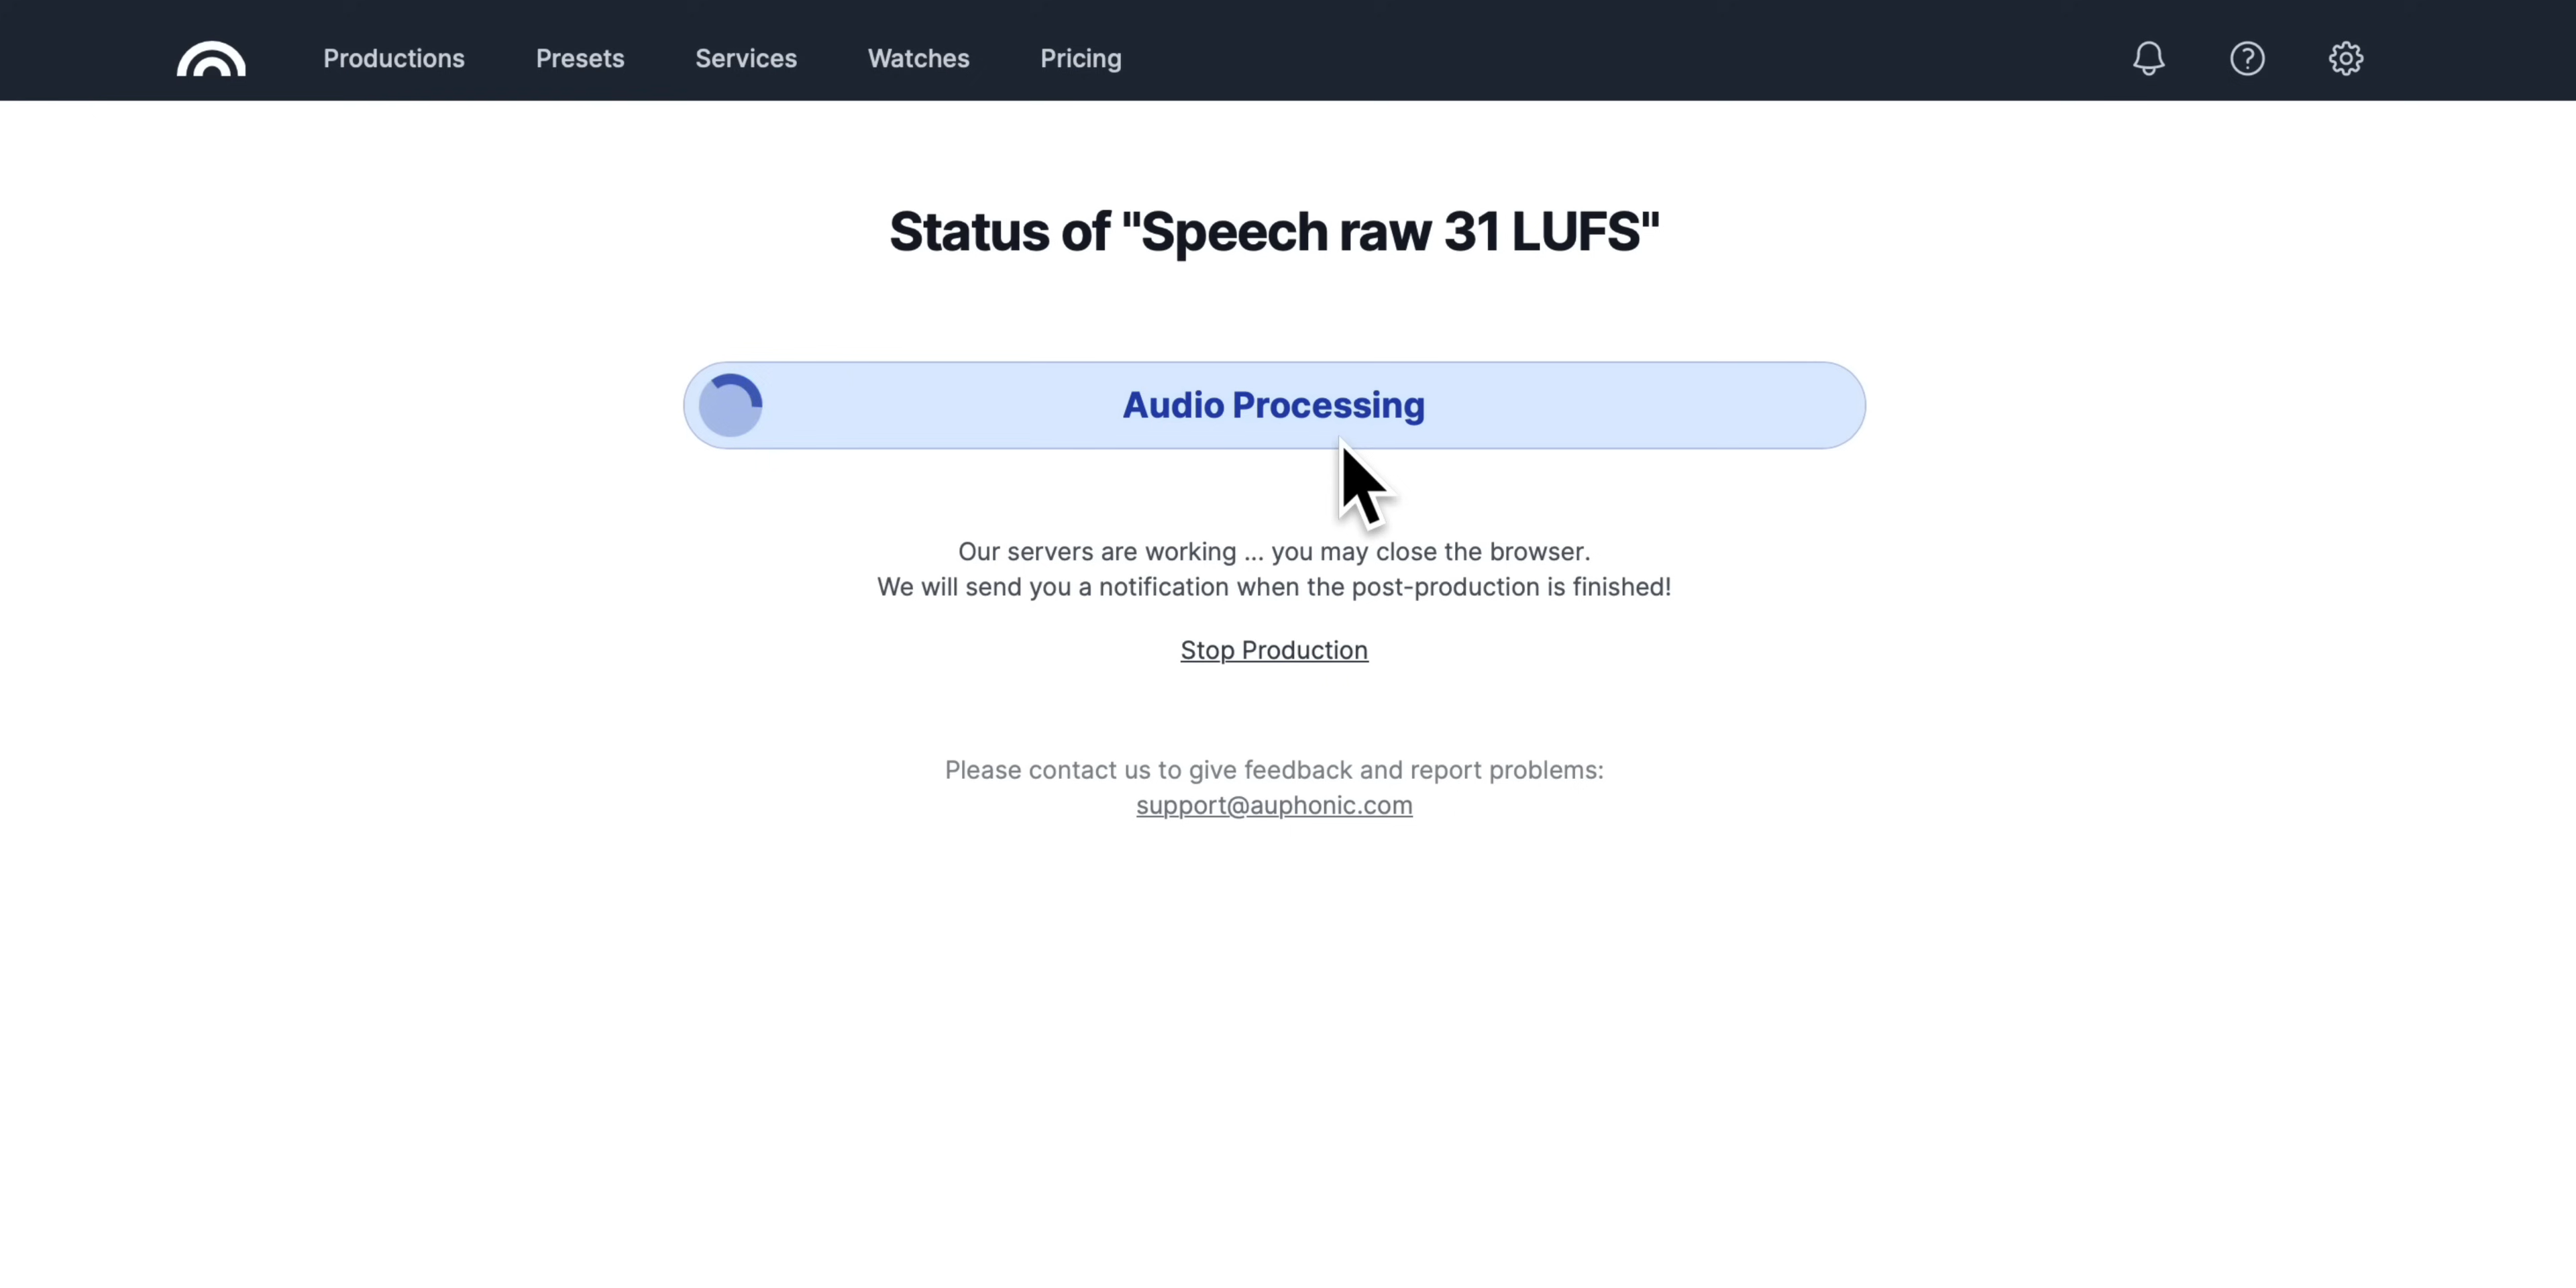 Productions Presets Services Watches Pricing
Status of "Speech raw 31 LUFS"
Audio Processing
Our servers are working ... you may close the browser.
We will send you a notification when the post-production is finished!
Stop Production
Please contact us to give feedback and report problems:
support@auphonic.com